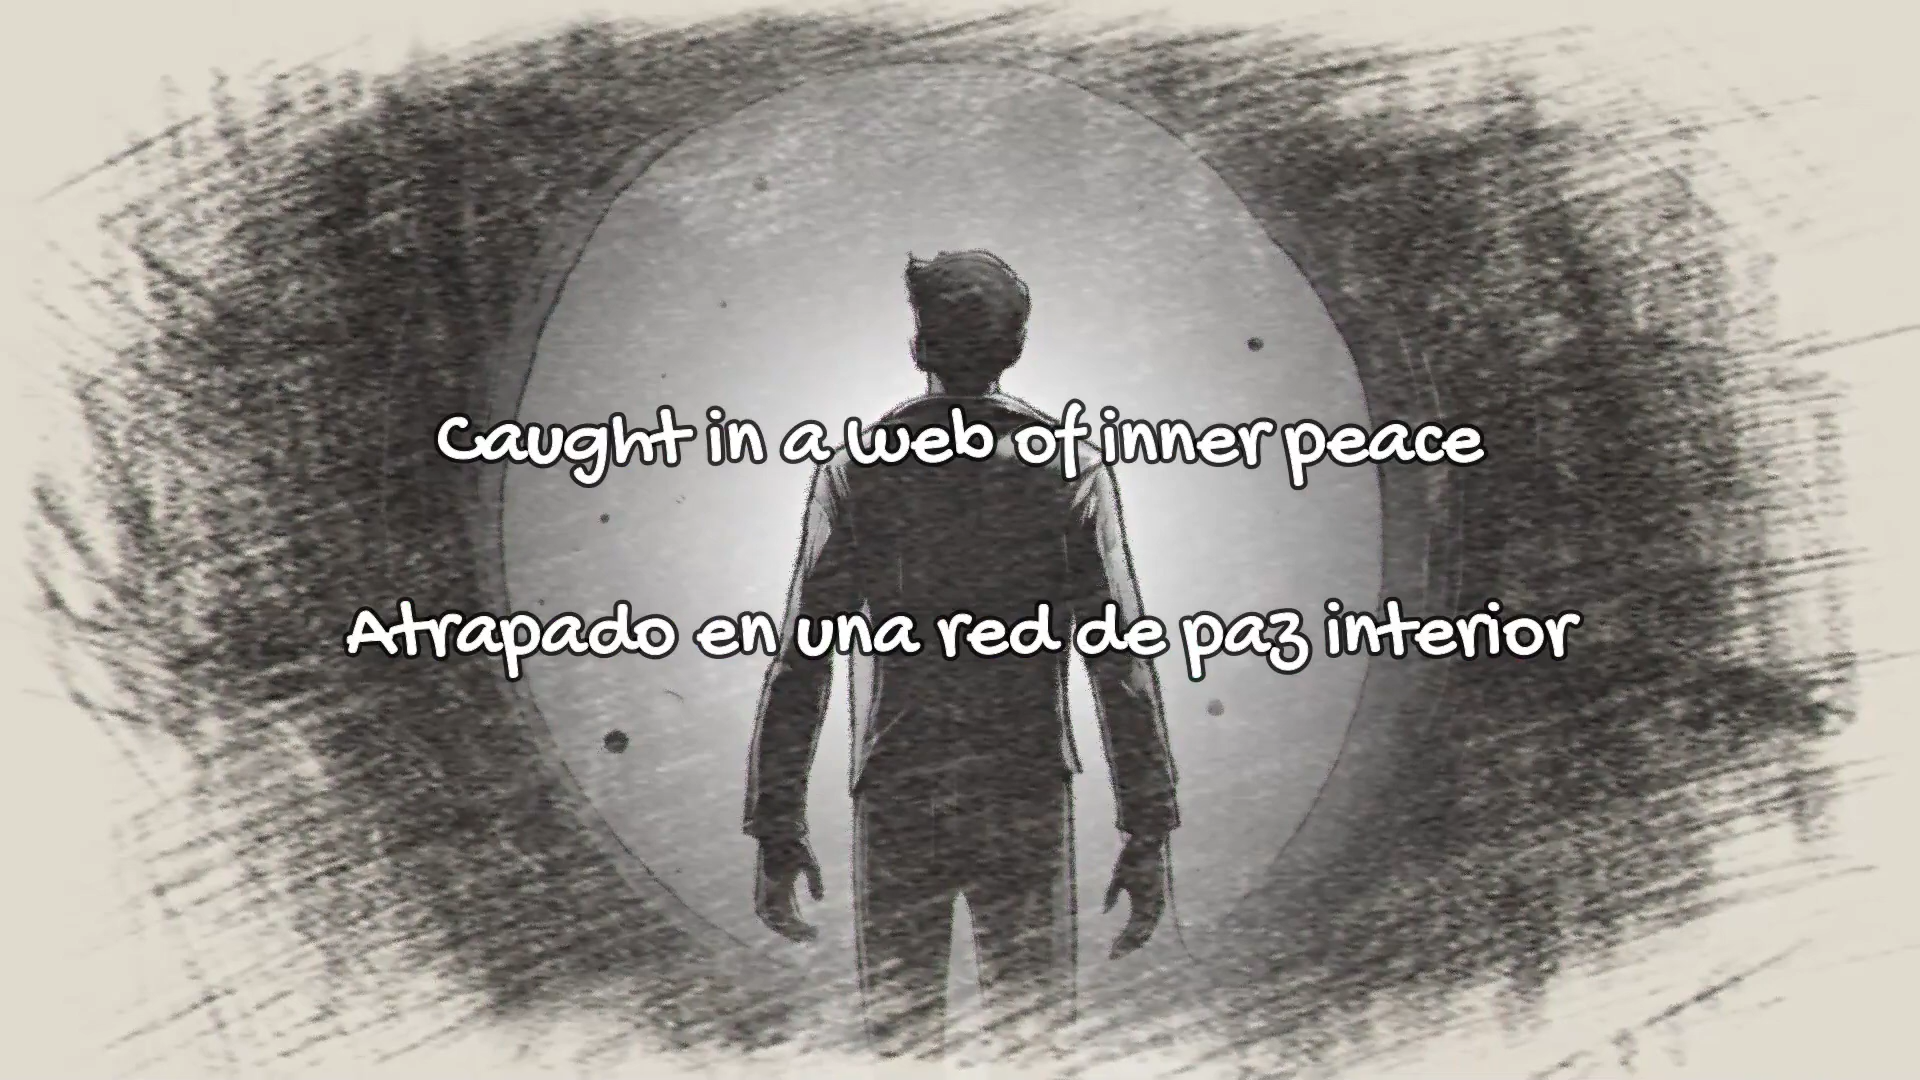 Caught in a web of inner peace
Atrapado en una red de paz interior